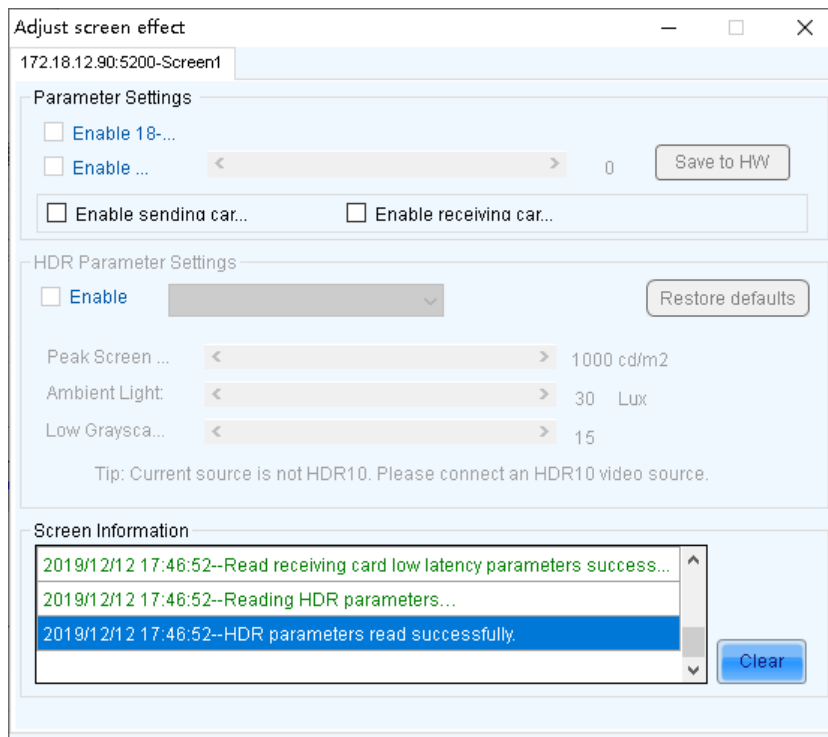 Adjust screen effect
172.18.12.90:5200-Screen1
Parameter Settings
Enable 18-...
Enable ... 0 Save to HW
Enable sending car... Enable receiving car...
HDR Parameter Settings
Enable Restore defaults
Peak Screen ... 1000 cd/m2
Ambient Light: 30 Lux
Low Graysca... 15
Tip: Current source is not HDR10. Please connect an HDR10 video source.
Screen Information
2019/12/12 17:46:52--Read receiving card low latency parameters success...
2019/12/12 17:46:52--Reading HDR parameters...
2019/12/12 17:46:52--HDR parameters read successfully.
Clear